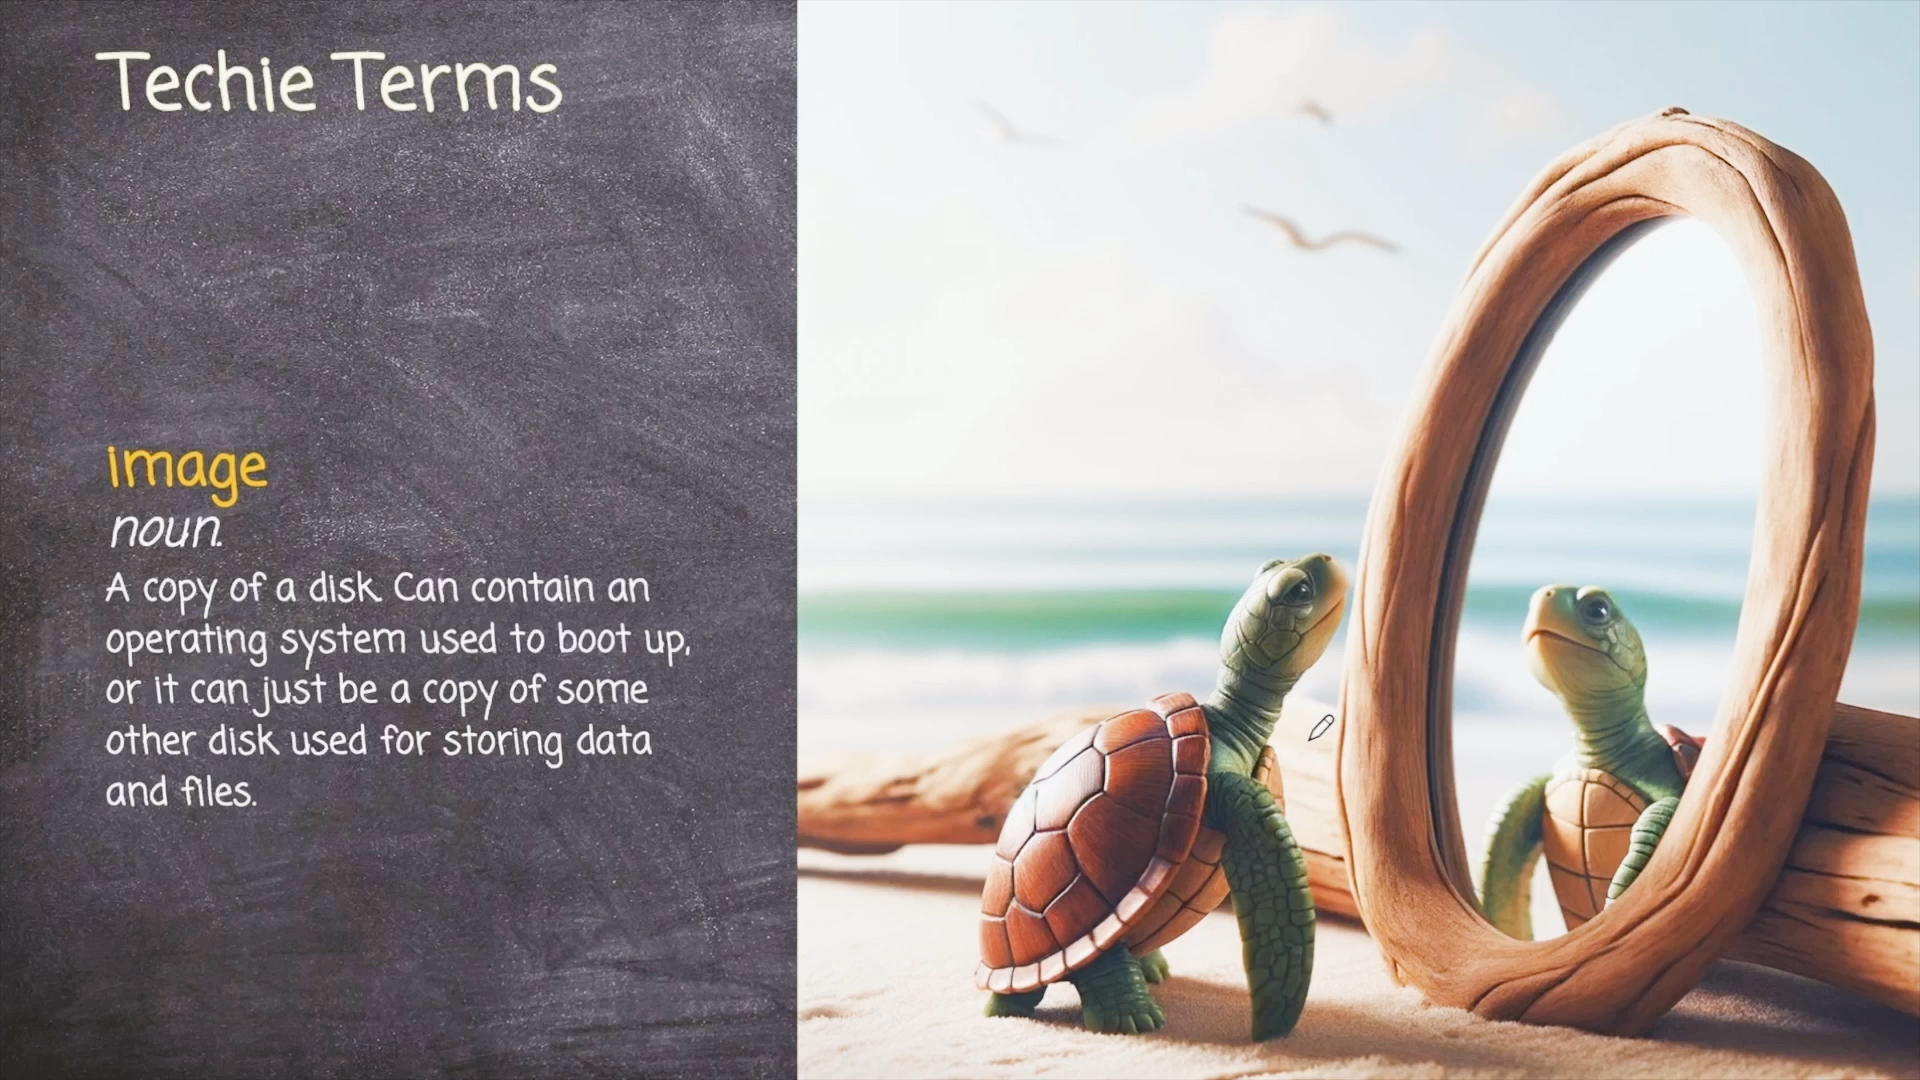 Techie Terms
image
noun.
A copy of a disk. Can contain an
operating system used to boot up,
or it can just be a copy of some
other disk used for storing data
and files.